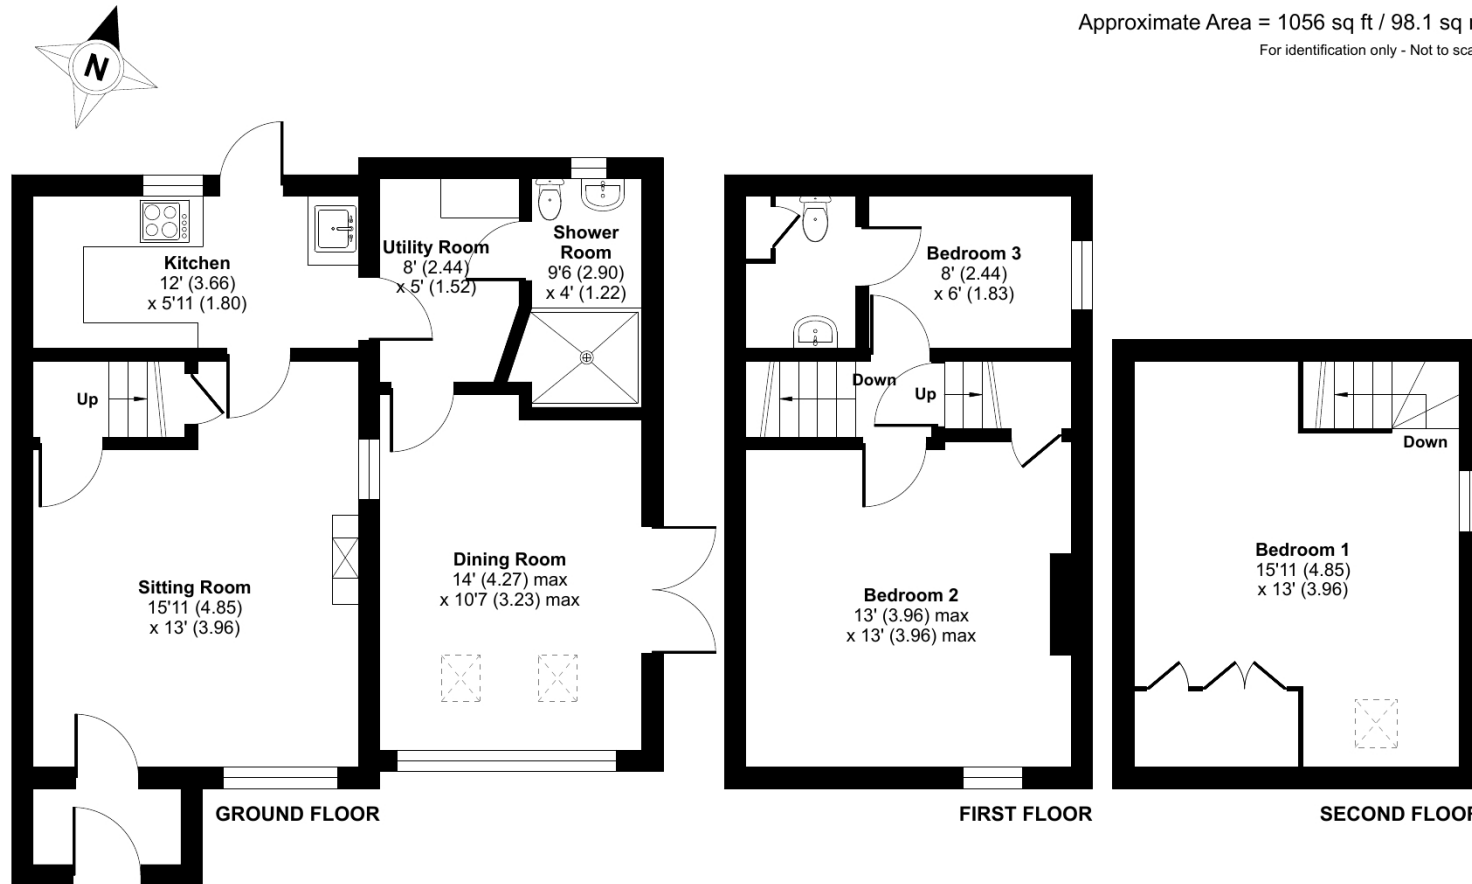 Approximate Area = 1056 sq ft / 98.1 sq
For identification only - Not to
N
Kitchen
12' (3.66)
x 5'11 (1.80)
Utility Room
8' (2.44)
x 5' (1.52)
Shower
Room
9'6 (2.90)
x 4' (1.22)
Up
Sitting Room
15'11 (4.85)
x 13' (3.96)
Dining Room
14' (4.27) max
x 10'7 (3.23) max
GROUND FLOOR
Bedroom 3
8' (2.44)
x 6' (1.83)
Down
Up
Bedroom 2
13' (3.96) max
x 13' (3.96) max
FIRST FLOOR
Down
Bedroom 1
15'11 (4.85)
x 13' (3.96)
SECOND FLOOR